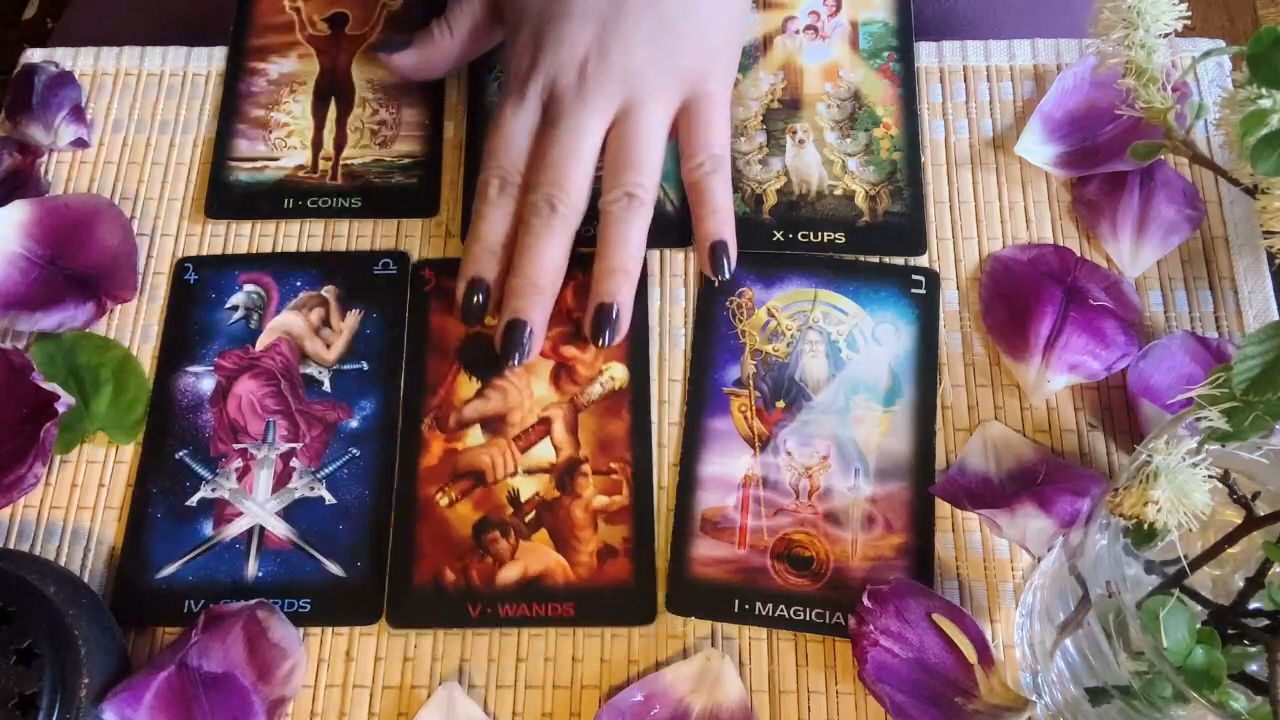 II · COINS
X · CUPS
♃ ♎
♄
ב
IV · SWORDS
V · WANDS
I · MAGICIAN